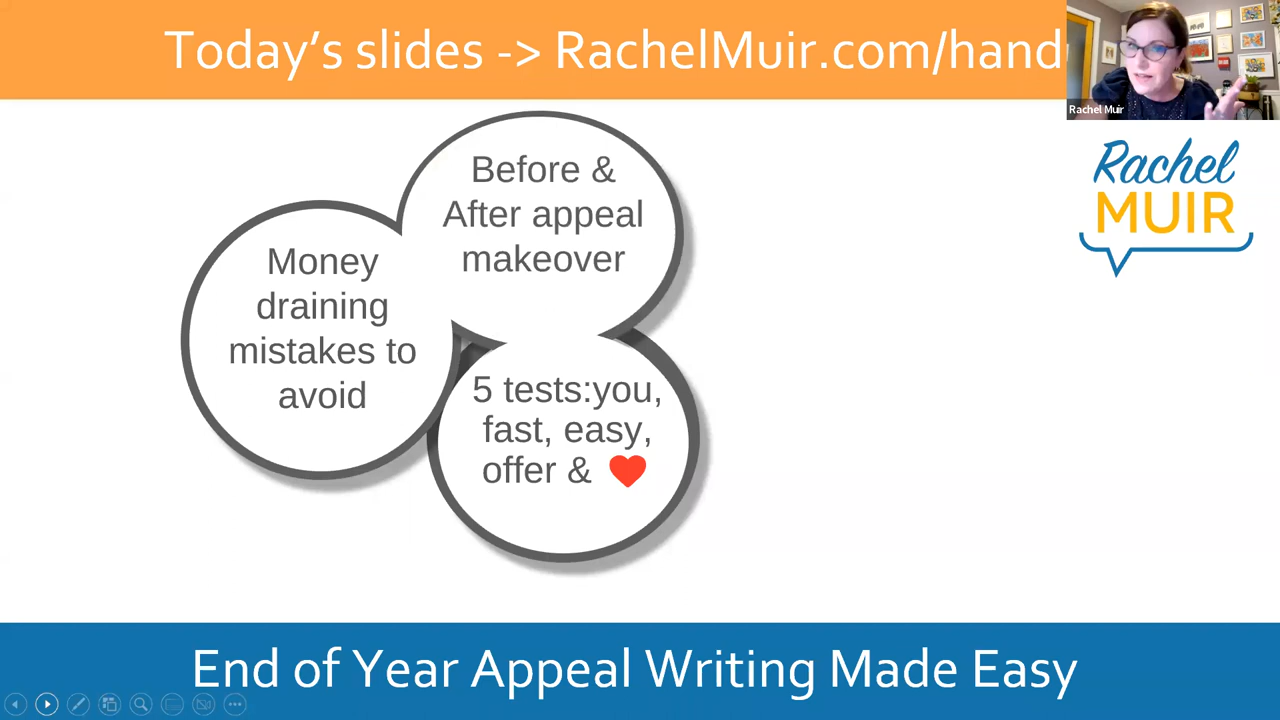 Today’s slides -> RachelMuir.com/hand
Rachel Muir
Rachel
MUIR
Before &
After appeal
makeover
Money
draining
mistakes to
avoid
5 tests:you,
fast, easy,
offer & ❤
End of Year Appeal Writing Made Easy